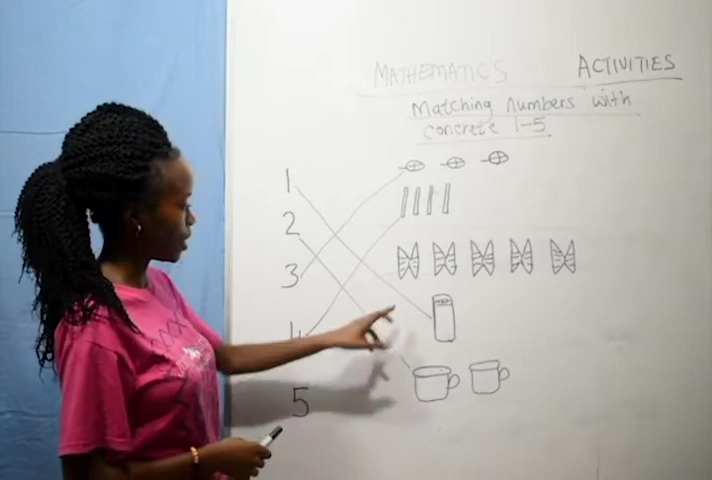 MATHEMATICS ACTIVITIES
Matching numbers with
concrete 1-5
1
2
3
4
5